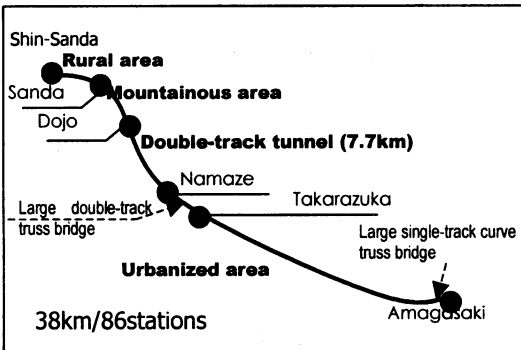 Shin-Sanda
Rural area
Sanda
Mountainous area
Dojo
Double-track tunnel (7.7km)
Namaze
Large double-track
truss bridge
Takarazuka
Large single-track curve
truss bridge
Urbanized area
Amagasaki
38km/86stations